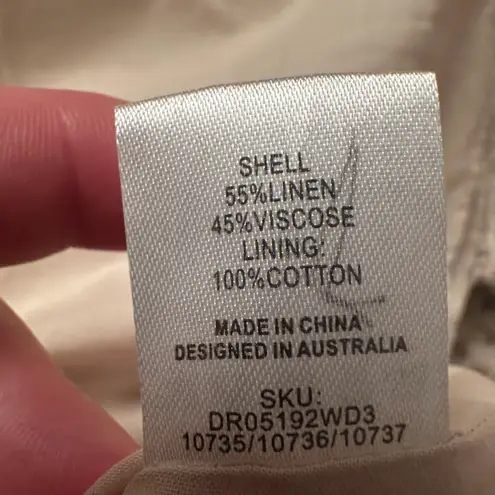 SHELL
55%LINEN
45%VISCOSE
LINING:
100%COTTON
MADE IN CHINA
DESIGNED IN AUSTRALIA
SKU:
DR05192WD3
10735/10736/10737